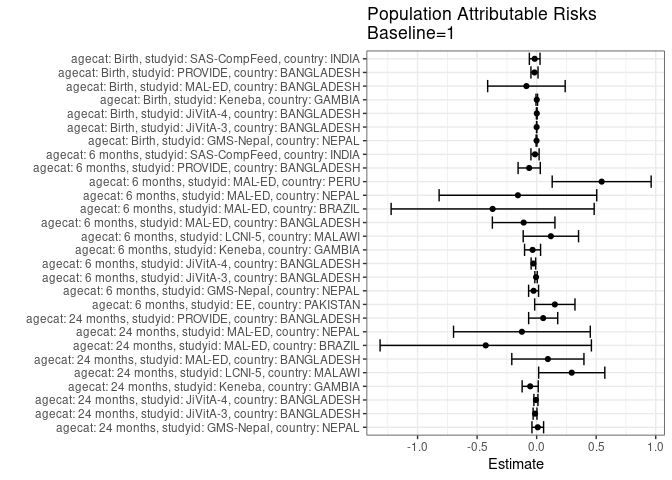 Population Attributable Risks
Baseline=1
agecat: Birth, studyid: SAS-CompFeed, country: INDIA
agecat: Birth, studyid: PROVIDE, country: BANGLADESH
agecat: Birth, studyid: MAL-ED, country: BANGLADESH
agecat: Birth, studyid: Keneba, country: GAMBIA
agecat: Birth, studyid: JiVitA-4, country: BANGLADESH
agecat: Birth, studyid: JiVitA-3, country: BANGLADESH
agecat: Birth, studyid: GMS-Nepal, country: NEPAL
agecat: 6 months, studyid: SAS-CompFeed, country: INDIA
agecat: 6 months, studyid: PROVIDE, country: BANGLADESH
agecat: 6 months, studyid: MAL-ED, country: PERU
agecat: 6 months, studyid: MAL-ED, country: NEPAL
agecat: 6 months, studyid: MAL-ED, country: BRAZIL
agecat: 6 months, studyid: MAL-ED, country: BANGLADESH
agecat: 6 months, studyid: LCNI-5, country: MALAWI
agecat: 6 months, studyid: Keneba, country: GAMBIA
agecat: 6 months, studyid: JiVitA-4, country: BANGLADESH
agecat: 6 months, studyid: JiVitA-3, country: BANGLADESH
agecat: 6 months, studyid: GMS-Nepal, country: NEPAL
agecat: 6 months, studyid: EE, country: PAKISTAN
agecat: 24 months, studyid: PROVIDE, country: BANGLADESH
agecat: 24 months, studyid: MAL-ED, country: NEPAL
agecat: 24 months, studyid: MAL-ED, country: BRAZIL
agecat: 24 months, studyid: MAL-ED, country: BANGLADESH
agecat: 24 months, studyid: LCNI-5, country: MALAWI
agecat: 24 months, studyid: Keneba, country: GAMBIA
agecat: 24 months, studyid: JiVitA-4, country: BANGLADESH
agecat: 24 months, studyid: JiVitA-3, country: BANGLADESH
agecat: 24 months, studyid: GMS-Nepal, country: NEPAL
-1.0 -0.5 0.0 0.5 1.0
Estimate